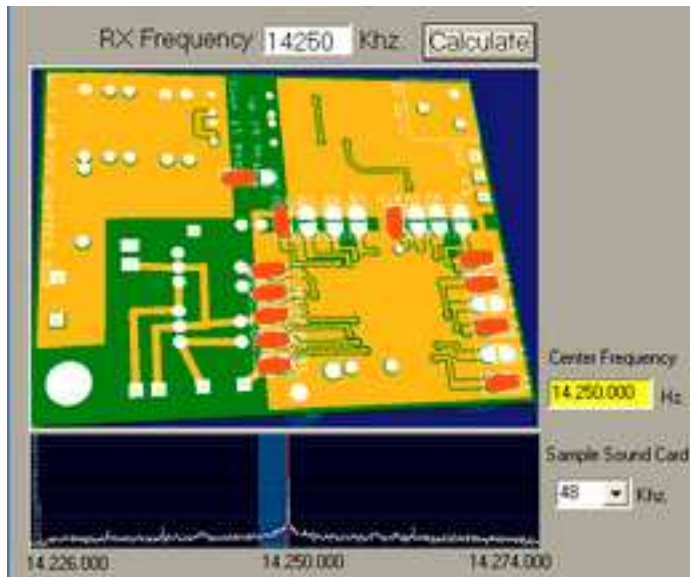 RX Frequency 14250 Khz. Calculate
Center Frequency
14.250.000 Hz
Sample Sound Card
48 Khz.
14.226.000 14.250.000 14.274.000